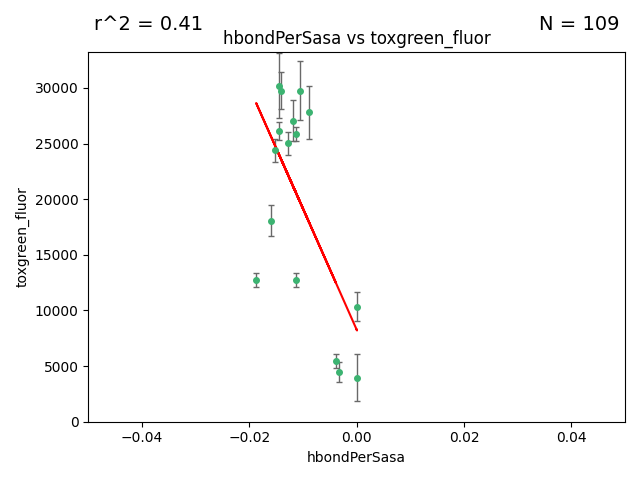 r^2 = 0.41
N = 109
hbondPerSasa vs toxgreen_fluor
30000
25000
20000
15000
10000
5000
0
toxgreen_fluor
−0.04
−0.02
0.00
0.02
0.04
hbondPerSasa